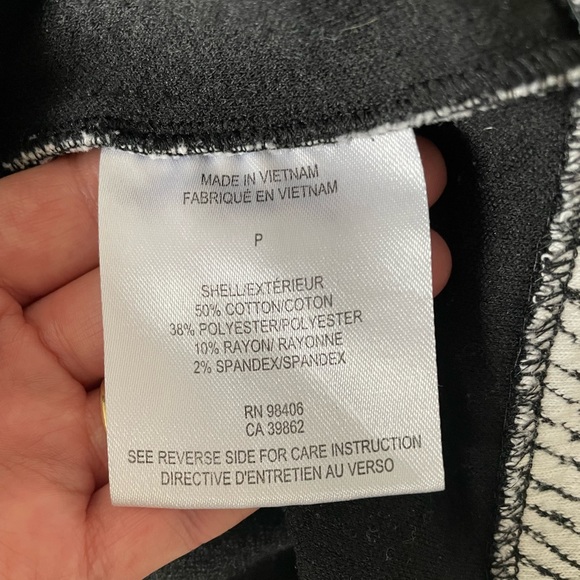 MADE IN VIETNAM
FABRIQUÉ EN VIETNAM
P
SHELL/EXTÉRIEUR
50% COTTON/COTON
38% POLYESTER/POLYESTER
10% RAYON/ RAYONNE
2% SPANDEX/SPANDEX
RN 98406
CA 39862
SEE REVERSE SIDE FOR CARE INSTRUCTION
DIRECTIVE D'ENTRETIEN AU VERSO